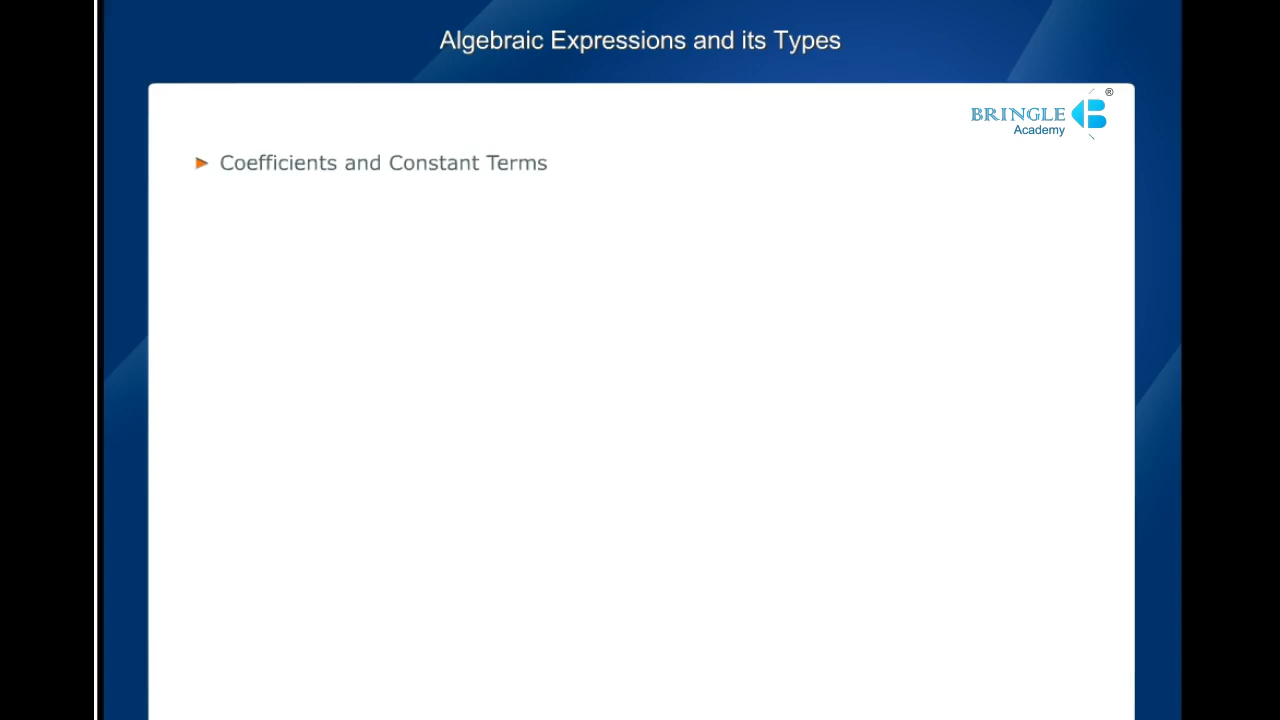 Algebraic Expressions and its Types
BRINGLE
®
Academy
Coefficients and Constant Terms